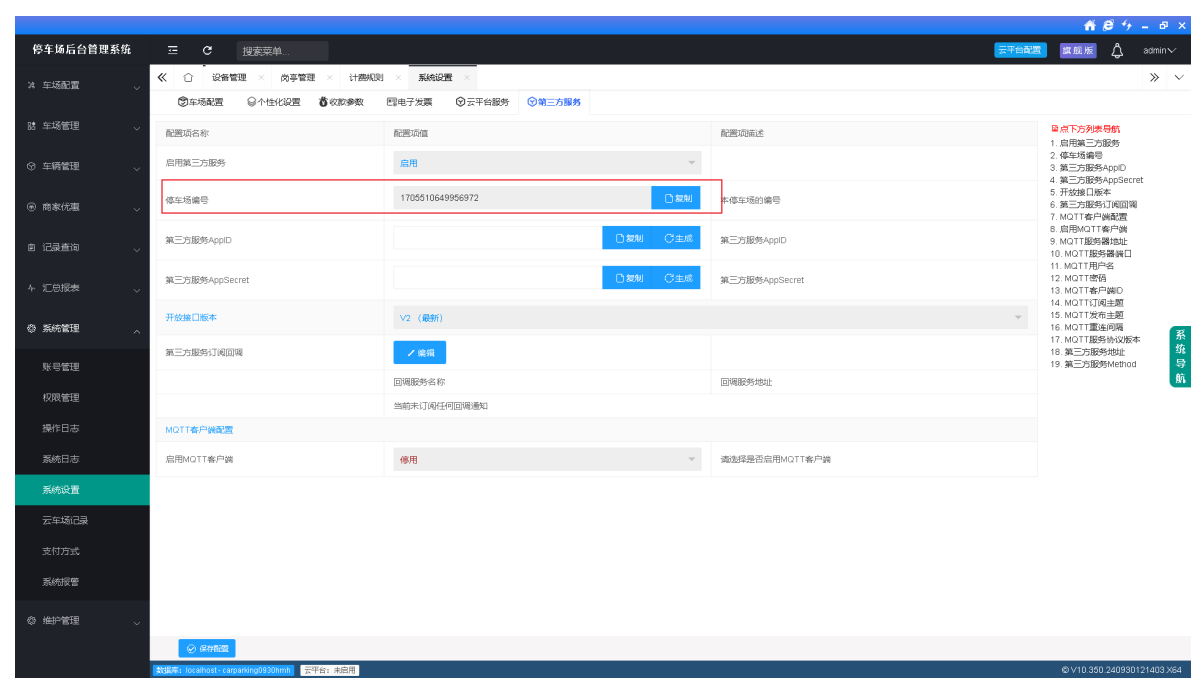 停车场后台管理系统 搜索菜单... 云平台配置 旗舰版 admin
设备管理 岗亭管理 计费规则 系统设置
车场配置 个性化设置 收款参数 电子发票 云平台服务 第三方服务
车场配置
车场管理
车辆管理
商家优惠
记录查询
汇总报表
系统管理
账号管理
权限管理
操作日志
系统日志
系统设置
云车场记录
支付方式
系统报警
维护管理
配置项名称 配置项值 配置项描述
启用第三方服务 启用
停车场编号 1705510649956972 复制 本停车场的编号
第三方服务AppID 复制 生成 第三方服务AppID
第三方服务AppSecret 复制 生成 第三方服务AppSecret
开放接口版本 V2 （最新）
第三方服务订阅回调 编辑
回调服务名称 回调服务地址
当前未订阅任何回调通知
MQTT客户端配置
启用MQTT客户端 停用 请选择是否启用MQTT客户端
点下方列表导航
1. 启用第三方服务
2. 停车场编号
3. 第三方服务AppID
4. 第三方服务AppSecret
5. 开放接口版本
6. 第三方服务订阅回调
7. MQTT客户端配置
8. 启用MQTT客户端
9. MQTT服务器地址
10. MQTT服务器端口
11. MQTT用户名
12. MQTT密码
13. MQTT客户端ID
14. MQTT订阅主题
15. MQTT发布主题
16. MQTT重连间隔
17. MQTT服务协议版本
18. 第三方服务地址
19. 第三方服务Method
系统导航
保存配置
数据库：localhost - carparking0930hmh 云平台：未启用 © V10.350.240930121403.X64